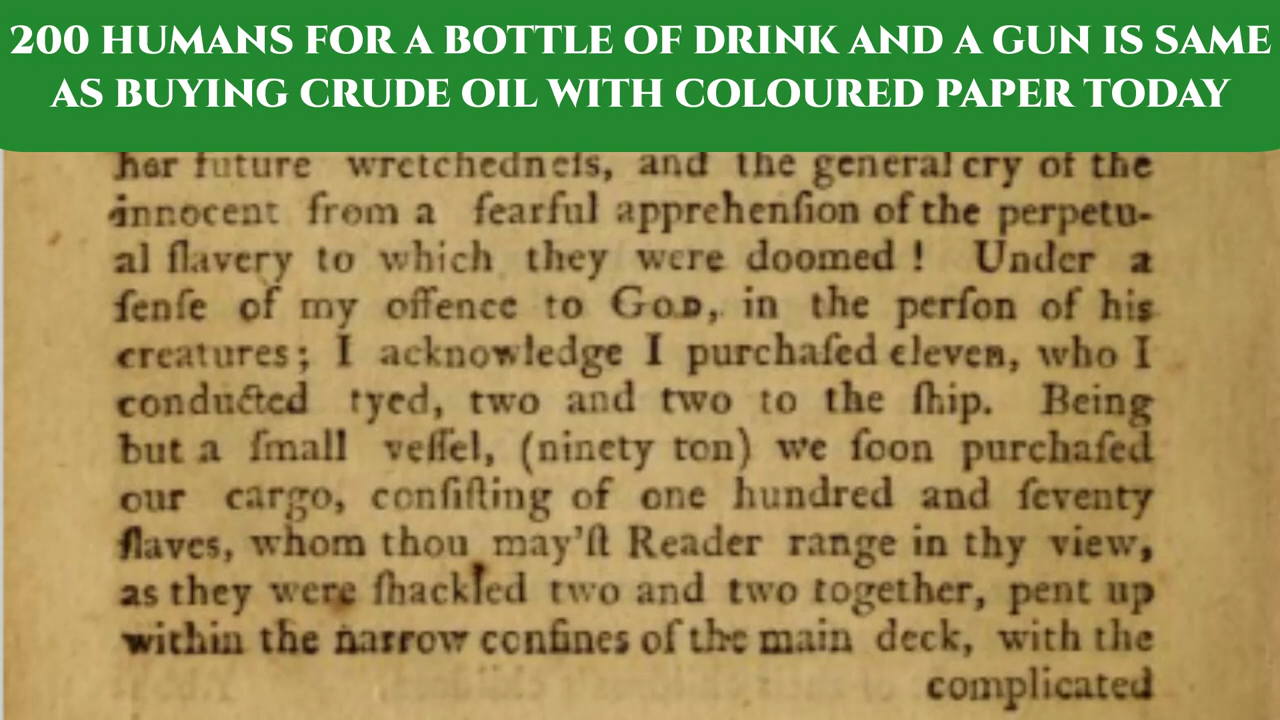 200 HUMANS FOR A BOTTLE OF DRINK AND A GUN IS SAME
AS BUYING CRUDE OIL WITH COLOURED PAPER TODAY
her future wretchedneſs, and the general cry of the
innocent from a fearful apprehenſion of the perpetu-
al ſlavery to which they were doomed ! Under a
ſenſe of my offence to GOD, in the perſon of his
creatures; I acknowledge I purchaſed eleven, who I
conducted tyed, two and two to the ſhip. Being
but a ſmall veſſel, (ninety ton) we ſoon purchaſed
our cargo, conſiſting of one hundred and ſeventy
ſlaves, whom thou may'ſt Reader range in thy view,
as they were ſhackled two and two together, pent up
within the narrow confines of the main deck, with the
complicated